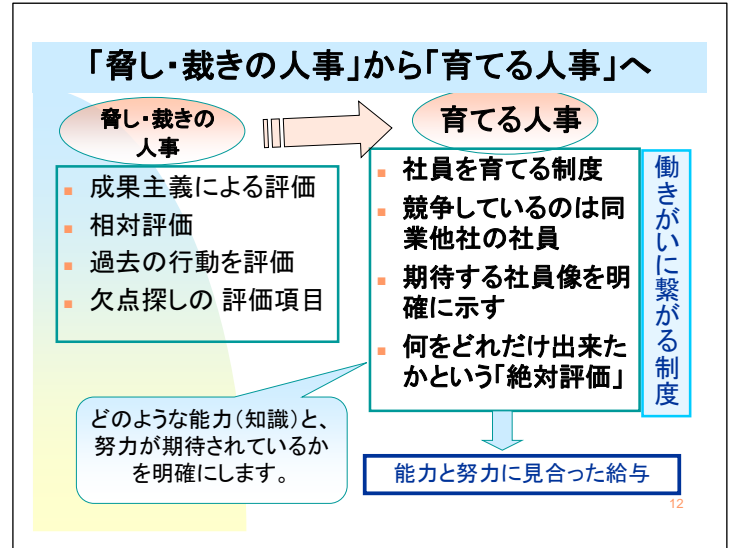 「脅し・裁きの人事」から「育てる人事」へ
脅し・裁きの
人事
■ 成果主義による評価
■ 相対評価
■ 過去の行動を評価
■ 欠点探しの 評価項目
育てる人事
■ 社員を育てる制度
■ 競争しているのは同
業他社の社員
■ 期待する社員像を明
確に示す
■ 何をどれだけ出来た
かという「絶対評価」
働きがいに繋がる制度
どのような能力(知識)と、
努力が期待されているか
を明確にします。
能力と努力に見合った給与
12